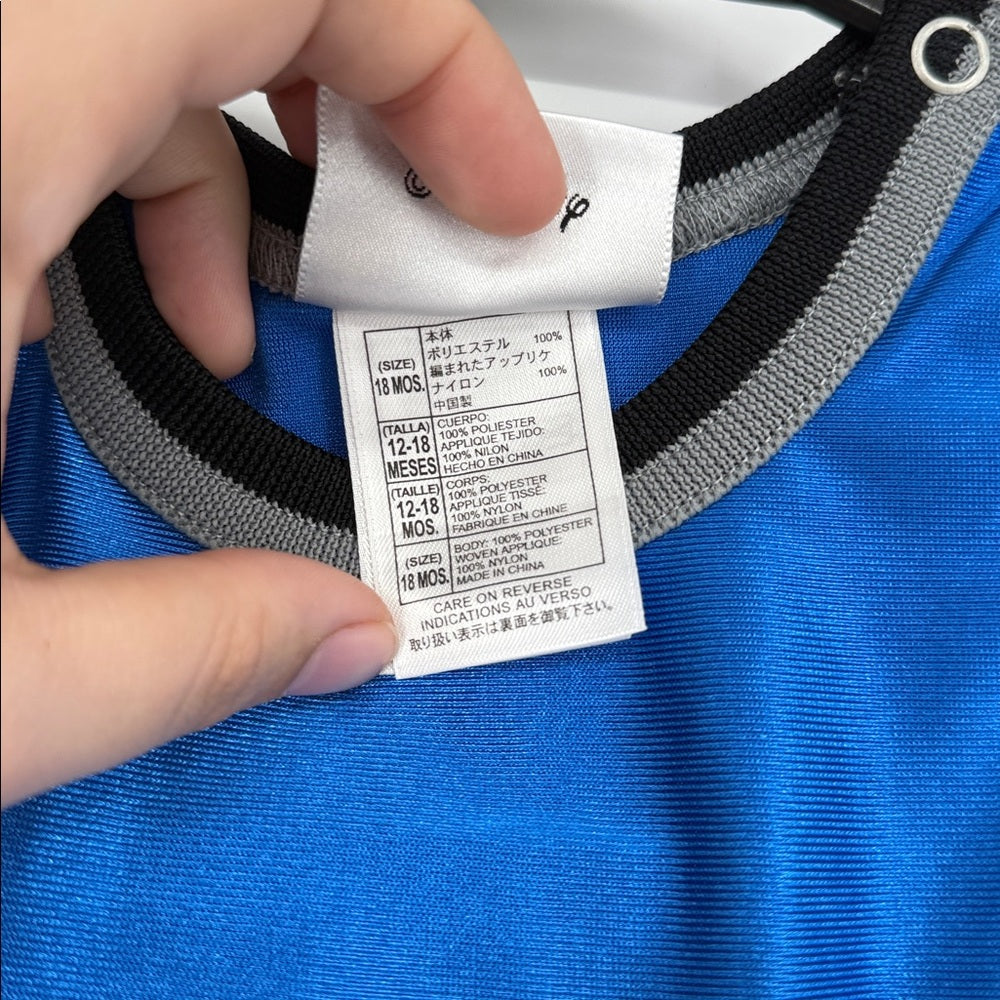 ©
(SIZE)
18 MOS.
本体
ポリエステル 100%
編まれたアップリケ
ナイロン 100%
中国製
(TALLA)
12-18
MESES
CUERPO:
100% POLIESTER
APPLIQUE TEJIDO:
100% NILON
HECHO EN CHINA
(TAILLE)
12-18
MOS.
CORPS:
100% POLYESTER
APPLIQUE TISSÉ:
100% NYLON
FABRIQUE EN CHINE
(SIZE)
18 MOS.
BODY: 100% POLYESTER
WOVEN APPLIQUE:
100% NYLON
MADE IN CHINA
CARE ON REVERSE
INDICATIONS AU VERSO
取り扱い表示は裏面を御覧下さい。